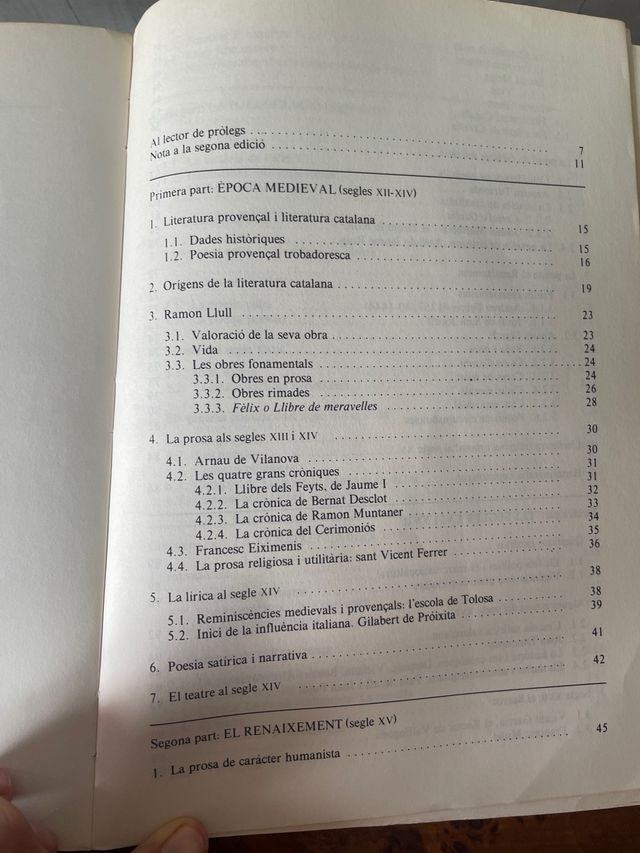 Al lector de pròlegs . . . . . . . . . . . . . . . . . . . . 7
Nota a la segona edició . . . . . . . . . . . . . . . . . . . . 11
Primera part: ÈPOCA MEDIEVAL (segles XII-XIV)
1. Literatura provençal i literatura catalana . . . . . . . . . . . . . . . . . . . . 15
1.1. Dades històriques . . . . . . . . . . . . . . . . . . . . 15
1.2. Poesia provençal trobadoresca . . . . . . . . . . . . . . . . . . . . 16
2. Orígens de la literatura catalana . . . . . . . . . . . . . . . . . . . . 19
3. Ramon Llull . . . . . . . . . . . . . . . . . . . . 23
3.1. Valoració de la seva obra . . . . . . . . . . . . . . . . . . . . 23
3.2. Vida . . . . . . . . . . . . . . . . . . . . 24
3.3. Les obres fonamentals . . . . . . . . . . . . . . . . . . . . 24
3.3.1. Obres en prosa . . . . . . . . . . . . . . . . . . . . 24
3.3.2. Obres rimades . . . . . . . . . . . . . . . . . . . . 26
3.3.3. Fèlix o Llibre de meravelles . . . . . . . . . . . . . . . . . . . . 28
4. La prosa als segles XIII i XIV . . . . . . . . . . . . . . . . . . . . 30
4.1. Arnau de Vilanova . . . . . . . . . . . . . . . . . . . . 30
4.2. Les quatre grans cròniques . . . . . . . . . . . . . . . . . . . . 31
4.2.1. Llibre dels Feyts, de Jaume I . . . . . . . . . . . . . . . . . . . . 31
4.2.2. La crònica de Bernat Desclot . . . . . . . . . . . . . . . . . . . . 32
4.2.3. La crònica de Ramon Muntaner . . . . . . . . . . . . . . . . . . . . 33
4.2.4. La crònica del Cerimoniós . . . . . . . . . . . . . . . . . . . . 34
4.3. Francesc Eiximenis . . . . . . . . . . . . . . . . . . . . 35
4.4. La prosa religiosa i utilitària: sant Vicent Ferrer . . . . . . . . . . . . . . . . . . . . 36
5. La lírica al segle XIV . . . . . . . . . . . . . . . . . . . . 38
5.1. Reminiscències medievals i provençals: l'escola de Tolosa . . . . . . . . . . 38
5.2. Inici de la influència italiana. Gilabert de Pròixita . . . . . . . . . . . . . . . 39
6. Poesia satírica i narrativa . . . . . . . . . . . . . . . . . . . . 41
7. El teatre al segle XIV . . . . . . . . . . . . . . . . . . . . 42
Segona part: EL RENAIXEMENT (segle XV)
1. La prosa de caràcter humanista . . . . . . . . . . . . . . . . . . . . 45